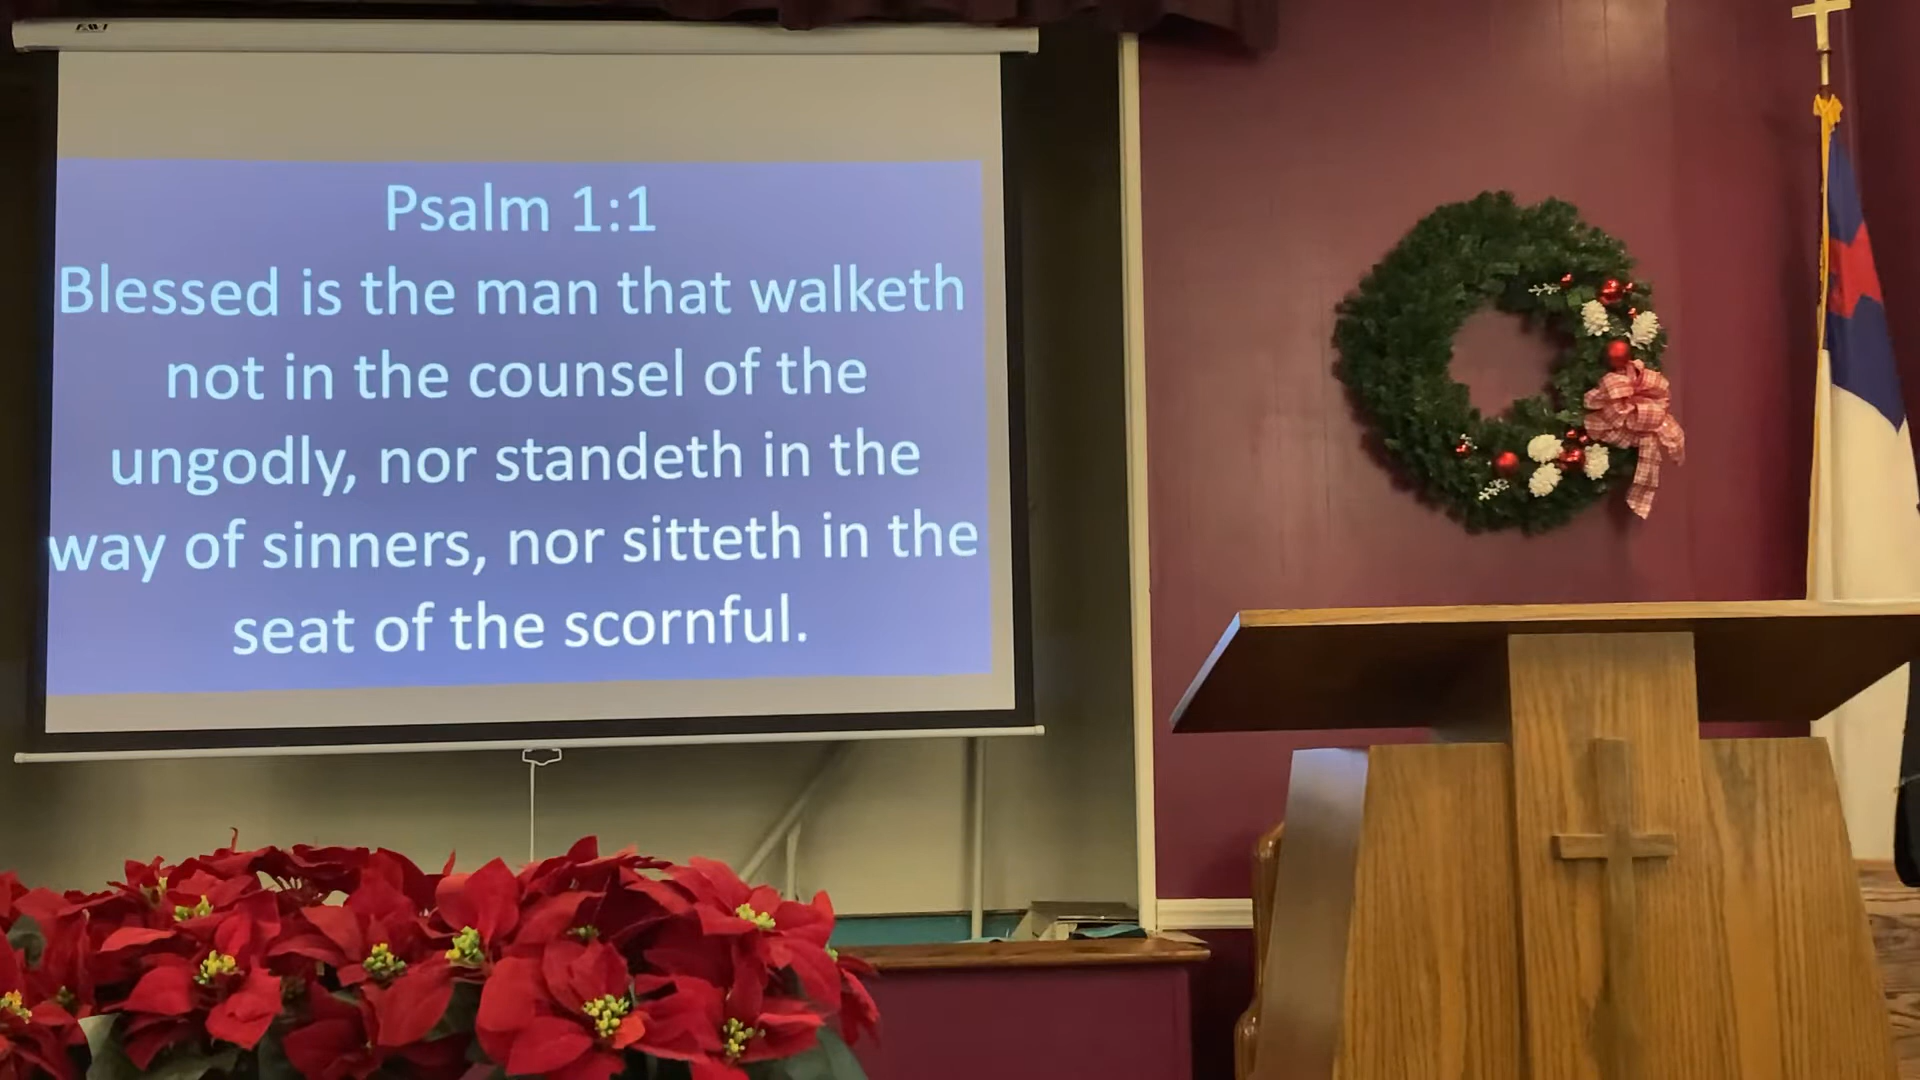 Psalm 1:1
Blessed is the man that walketh
not in the counsel of the
ungodly, nor standeth in the
way of sinners, nor sitteth in the
seat of the scornful.